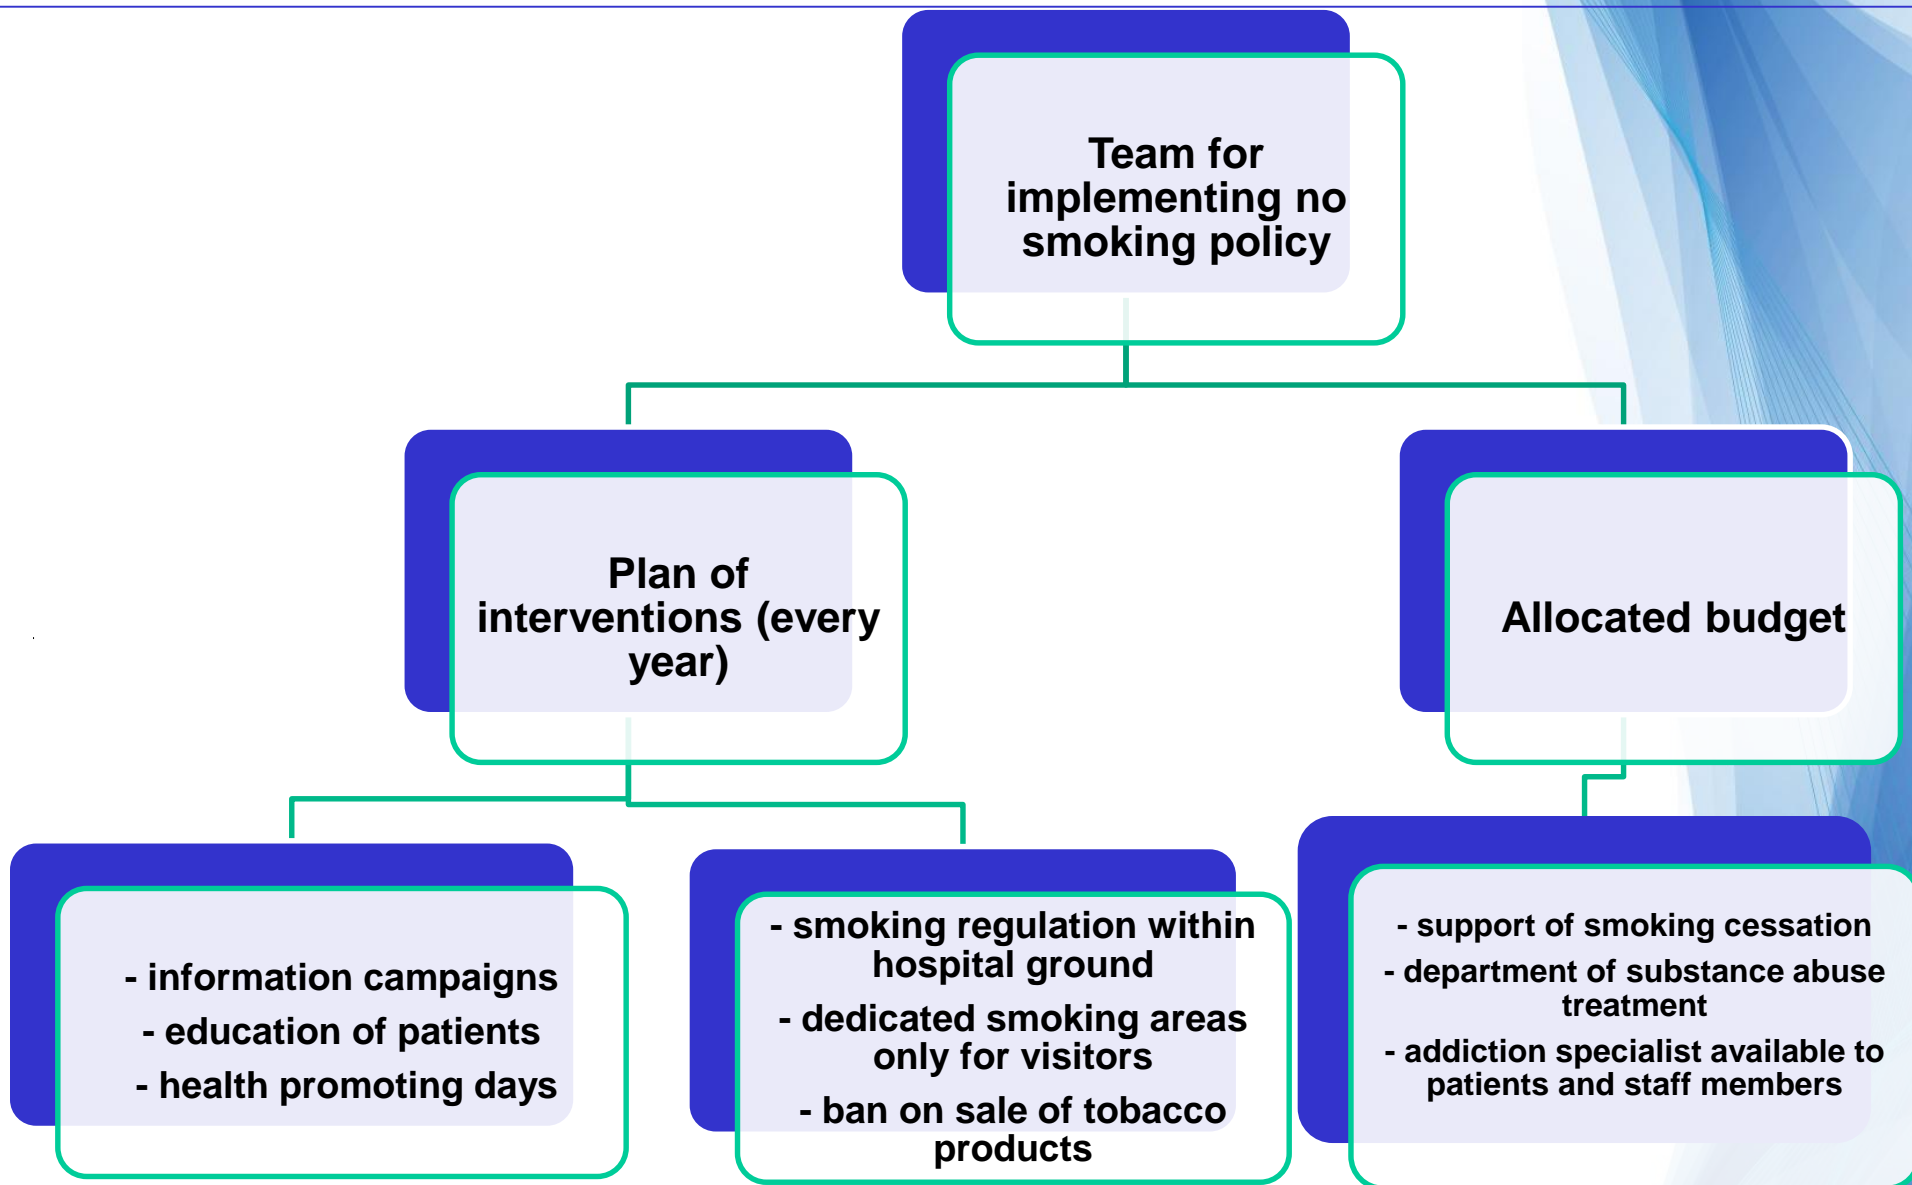 Team for
implementing no
smoking policy
Plan of
interventions (every
year)
Allocated budget
- information campaigns
- education of patients
- health promoting days
- smoking regulation within
hospital ground
- dedicated smoking areas
only for visitors
- ban on sale of tobacco
products
- support of smoking cessation
- department of substance abuse
treatment
- addiction specialist available to
patients and staff members